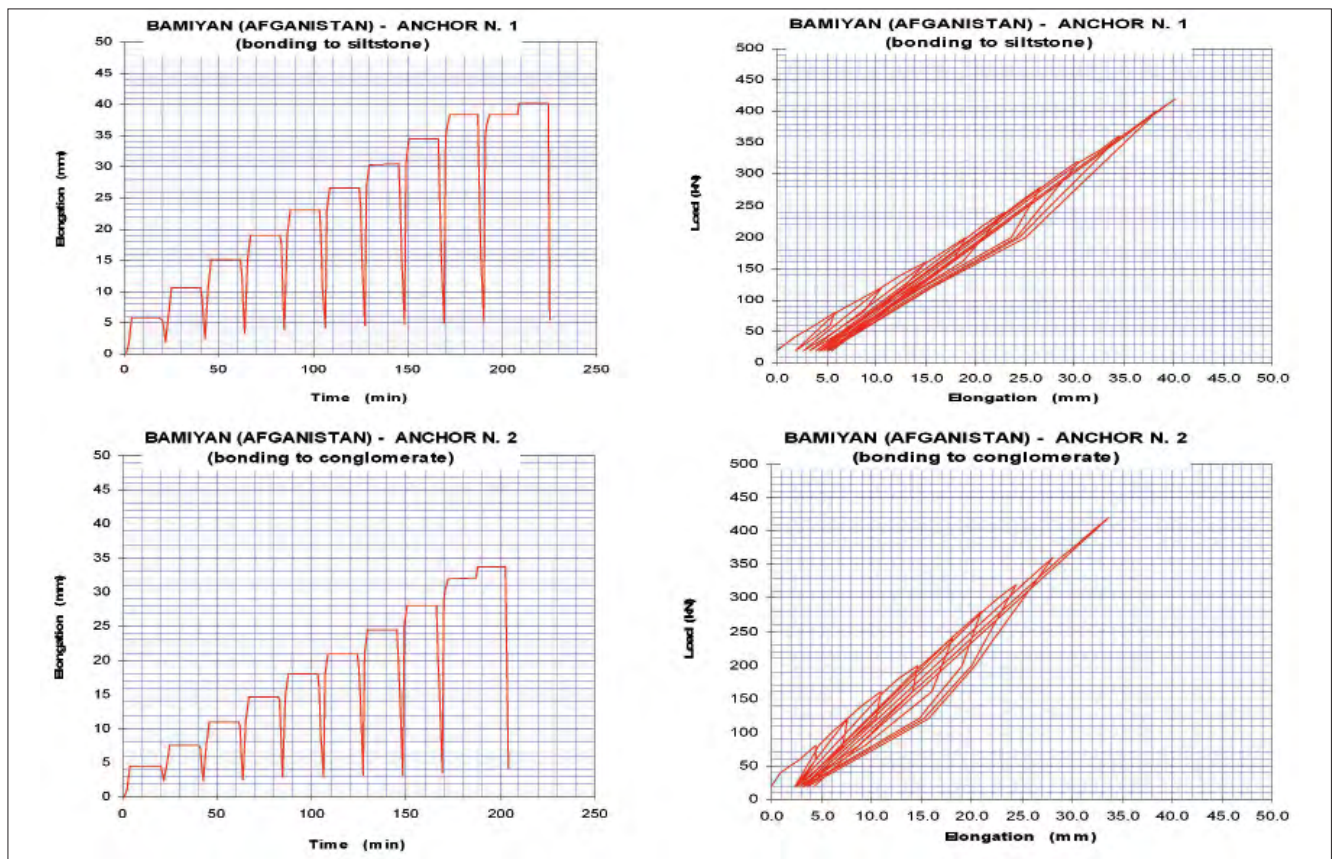 BAMIYAN (AFGANISTAN) - ANCHOR N. 1
(bonding to siltstone)
50
45
40
35
30
25
20
15
10
5
0
Elongation (mm)
0 50 100 150 200 250
Time (min)
BAMIYAN (AFGANISTAN) - ANCHOR N. 1
(bonding to siltstone)
500
450
400
350
300
250
200
150
100
50
0
Load (kN)
0.0 5.0 10.0 15.0 20.0 25.0 30.0 35.0 40.0 45.0 50.0
Elongation (mm)
BAMIYAN (AFGANISTAN) - ANCHOR N. 2
(bonding to conglomerate)
50
45
40
35
30
25
20
15
10
5
0
Elongation (mm)
0 50 100 150 200 250
Time (min)
BAMIYAN (AFGANISTAN) - ANCHOR N. 2
(bonding to conglomerate)
500
450
400
350
300
250
200
150
100
50
0
Load (kN)
0.0 5.0 10.0 15.0 20.0 25.0 30.0 35.0 40.0 45.0 50.0
Elongation (mm)